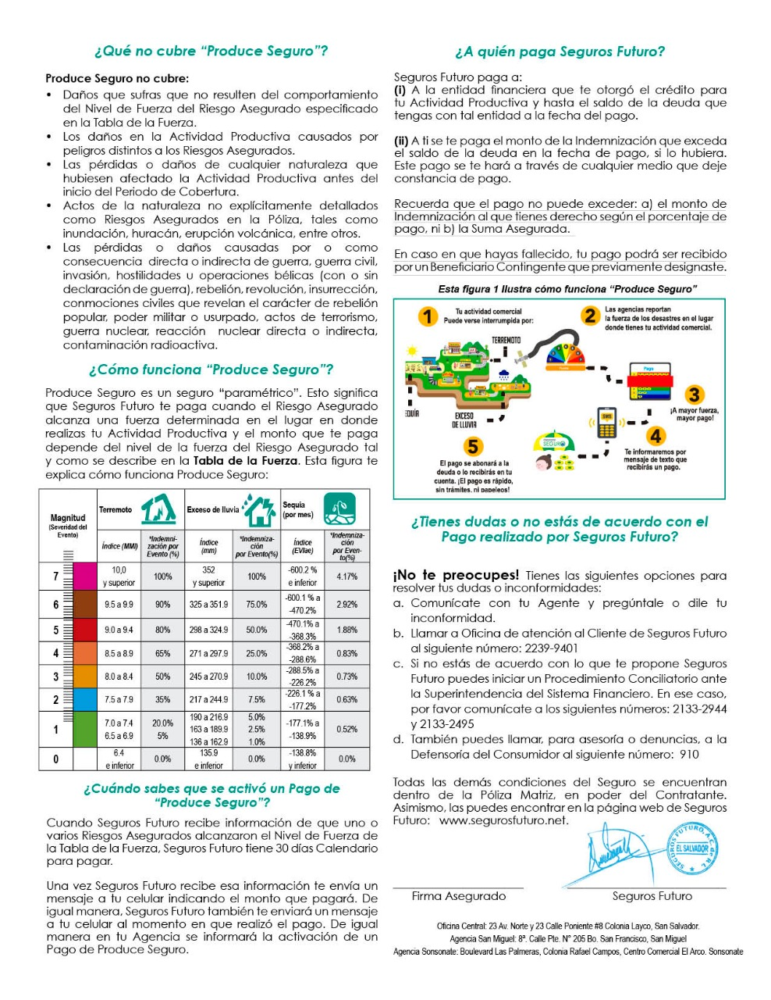 ¿Qué no cubre “Produce Seguro”?
Produce Seguro no cubre:
• Daños que sufras que no resulten del comportamiento
del Nivel de Fuerza del Riesgo Asegurado especificado
en la Tabla de la Fuerza.
• Los daños en la Actividad Productiva causados por
peligros distintos a los Riesgos Asegurados.
• Las pérdidas o daños de cualquier naturaleza que
hubiesen afectado la Actividad Productiva antes del
inicio del Periodo de Cobertura.
• Actos de la naturaleza no explícitamente detallados
como Riesgos Asegurados en la Póliza, tales como
inundación, huracán, erupción volcánica, entre otros.
• Las pérdidas o daños causadas por o como
consecuencia directa o indirecta de guerra, guerra civil,
invasión, hostilidades u operaciones bélicas (con o sin
declaración de guerra), rebelión, revolución, insurrección,
conmociones civiles que revelan el carácter de rebelión
popular, poder militar o usurpado, actos de terrorismo,
guerra nuclear, reacción nuclear directa o indirecta,
contaminación radioactiva.
¿Cómo funciona “Produce Seguro”?
Produce Seguro es un seguro “paramétrico”. Esto significa
que Seguros Futuro te paga cuando el Riesgo Asegurado
alcanza una fuerza determinada en el lugar en donde
realizas tu Actividad Productiva y el monto que te paga
depende del nivel de la fuerza del Riesgo Asegurado tal
y como se describe en la Tabla de la Fuerza. Esta figura te
explica cómo funciona Produce Seguro:
Magnitud
(Severidad del
Evento)
Terremoto
Exceso de lluvia
Sequia
(por mes)
Índice (MMI)
*Indemni-
zación por
Evento (%)
Índice
(mm)
*Indemniza-
ción
por Evento(%)
Índice
(EVIae)
*Indemniza-
ción
por Even-
to(%)
7 10,0 y superior 100% 352 y superior 100% -600.2 % e inferior 4.17%
6 9.5 a 9.9 90% 325 a 351.9 75.0% -600.1 % a -470.2% 2.92%
5 9.0 a 9.4 80% 298 a 324.9 50.0% -470.1% a -368.3% 1.88%
4 8.5 a 8.9 65% 271 a 297.9 25.0% -368.2% a -288.6% 0.83%
3 8.0 a 8.4 50% 245 a 270.9 10.0% -288.5% a -226.2% 0.73%
2 7.5 a 7.9 35% 217 a 244.9 7.5% -226.1 % a -177.2% 0.63%
1 7.0 a 7.4 20.0% 190 a 216.9 5.0% -177.1% a 0.52%
6.5 a 6.9 5% 163 a 189.9 2.5% -138.9%
136 a 162.9 1.0%
0 6.4 e inferior 0.0% 135.9 e inferior 0.0% -138.8% y inferior 0.0%
¿Cuándo sabes que se activó un Pago de
“Produce Seguro”?
Cuando Seguros Futuro recibe información de que uno o
varios Riesgos Asegurados alcanzaron el Nivel de Fuerza de
la Tabla de la Fuerza, Seguros Futuro tiene 30 días Calendario
para pagar.
Una vez Seguros Futuro recibe esa información te envía un
mensaje a tu celular indicando el monto que pagará. De
igual manera, Seguros Futuro también te enviará un mensaje
a tu celular al momento en que realizó el pago. De igual
manera en tu Agencia se informará la activación de un
Pago de Produce Seguro.
¿A quién paga Seguros Futuro?
Seguros Futuro paga a:
(i) A la entidad financiera que te otorgó el crédito para
tu Actividad Productiva y hasta el saldo de la deuda que
tengas con tal entidad a la fecha del pago.
(ii) A ti se te paga el monto de la Indemnización que exceda
el saldo de la deuda en la fecha de pago, si lo hubiera.
Este pago se te hará a través de cualquier medio que deje
constancia de pago.
Recuerda que el pago no puede exceder: a) el monto de
Indemnización al que tienes derecho según el porcentaje de
pago, ni b) la Suma Asegurada.
En caso en que hayas fallecido, tu pago podrá ser recibido
por un Beneficiario Contingente que previamente designaste.
Esta figura 1 Ilustra cómo funciona “Produce Seguro”
1
Tu actividad comercial
Puede verse interrumpida por:
2
Las agencias reportan
la fuerza de los desastres en el lugar
donde tienes tu actividad comercial.
TERREMOTO
Pago
3
¡A mayor fuerza,
mayor pago!
EXCESO
DE LLUVIA
SMS
4
Te informaremos por
mensaje de texto que
recibirás un pago.
SEGURO
5
El pago se abonará a la
deuda o lo recibirás en tu
cuenta. ¡El pago es rápido,
sin trámites, ni papeleos!
¿Tienes dudas o no estás de acuerdo con el
Pago realizado por Seguros Futuro?
¡No te preocupes! Tienes las siguientes opciones para
resolver tus dudas o inconformidades:
a. Comunícate con tu Agente y pregúntale o dile tu
inconformidad.
b. Llamar a Oficina de atención al Cliente de Seguros Futuro
al siguiente número: 2239-9401
c. Si no estás de acuerdo con lo que te propone Seguros
Futuro puedes iniciar un Procedimiento Conciliatorio ante
la Superintendencia del Sistema Financiero. En ese caso,
por favor comunícate a los siguientes números: 2133-2944
y 2133-2495
d. También puedes llamar, para asesoría o denuncias, a la
Defensoría del Consumidor al siguiente número: 910
Todas las demás condiciones del Seguro se encuentran
dentro de la Póliza Matriz, en poder del Contratante.
Asimismo, las puedes encontrar en la página web de Seguros
Futuro: www.segurosfuturo.net.
SEGUROS FUTURO, A.C. de R.L.
EL SALVADOR
Firma Asegurado
Seguros Futuro
Oficina Central: 23 Av. Norte y 23 Calle Poniente #8 Colonia Layco, San Salvador.
Agencia San Miguel: 8ª. Calle Pte. N° 205 Bo. San Francisco, San Miguel
Agencia Sonsonate: Boulevard Las Palmeras, Colonia Rafael Campos, Centro Comercial El Arco. Sonsonate